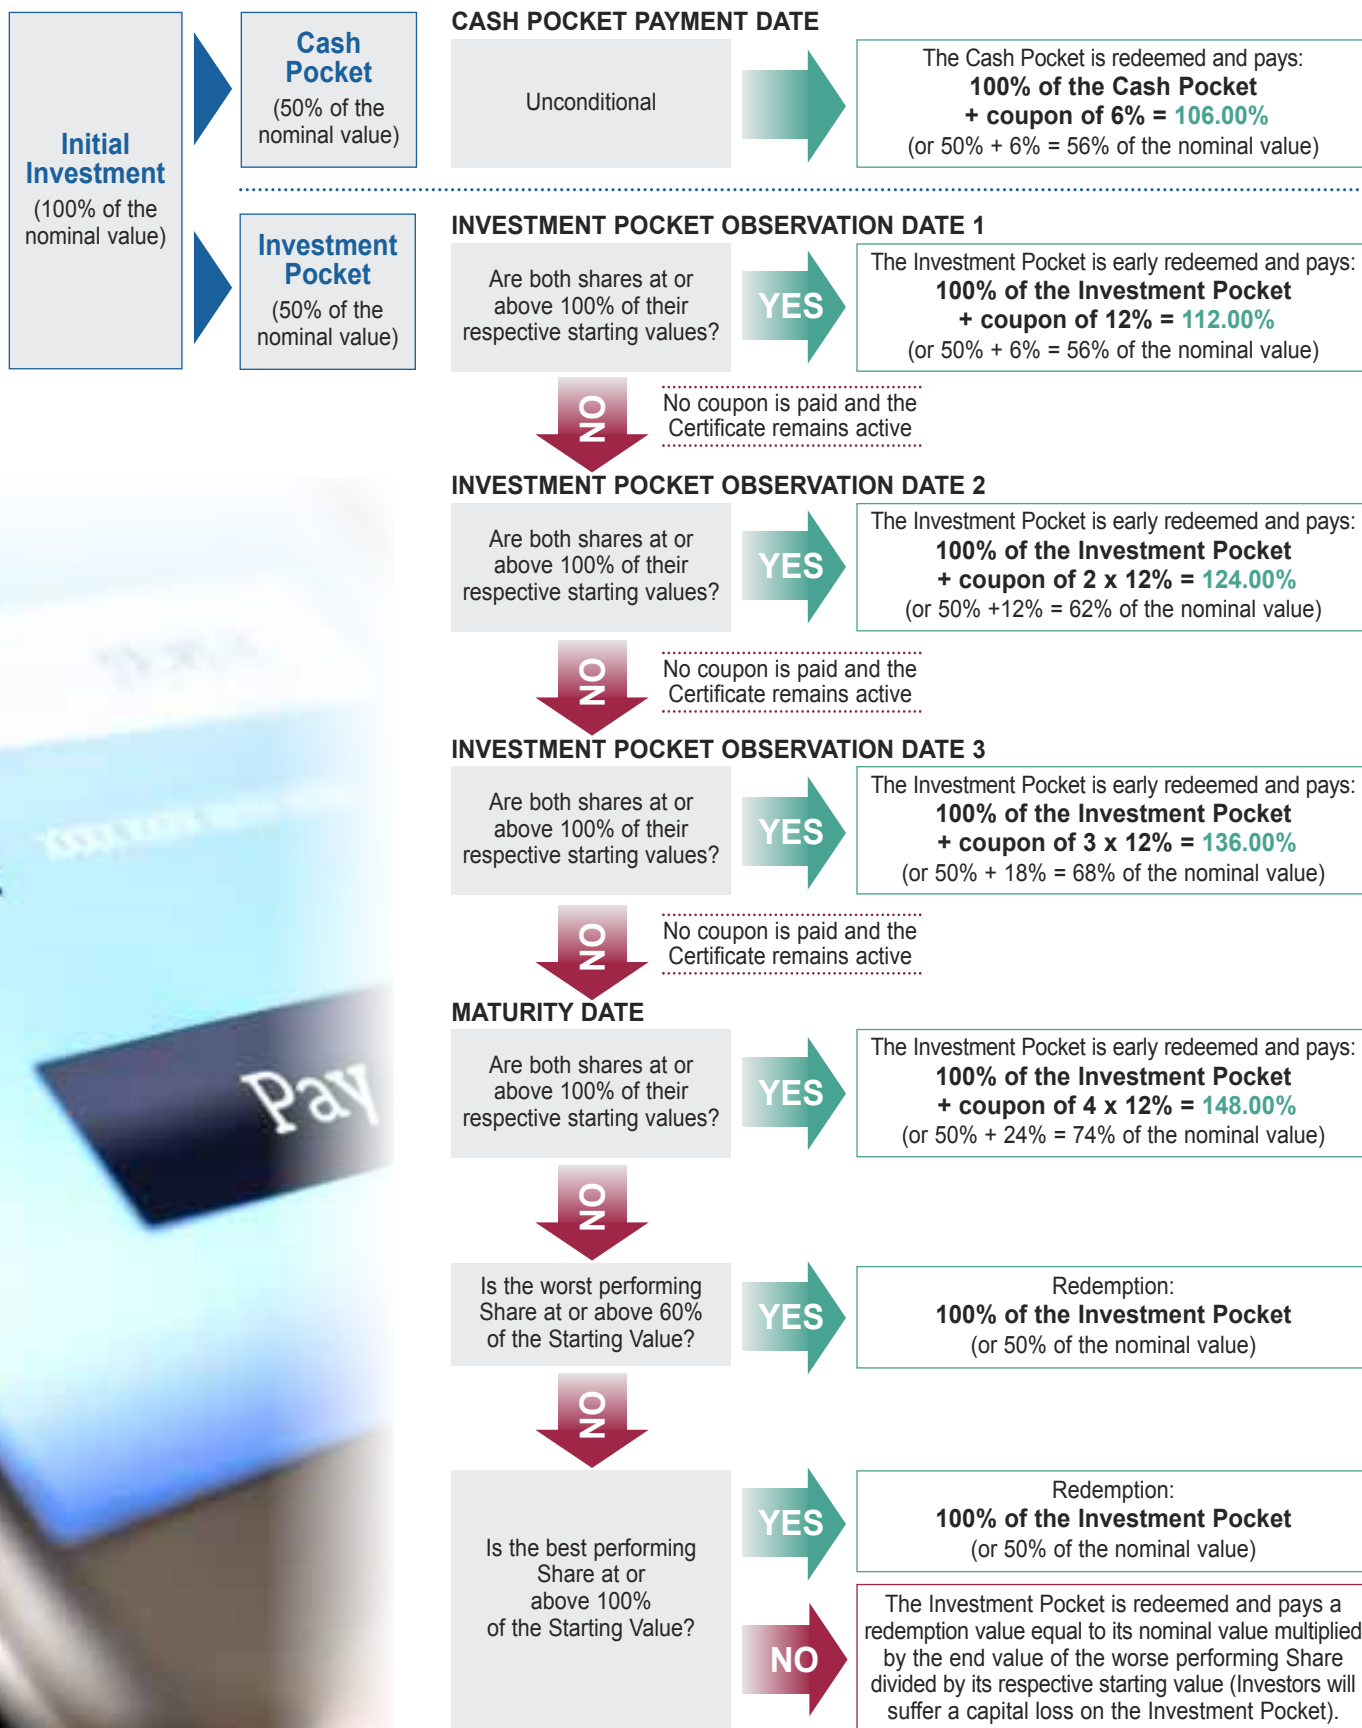 Initial
Investment
(100% of the
nominal value)
Cash
Pocket
(50% of the
nominal value)
Investment
Pocket
(50% of the
nominal value)
CASH POCKET PAYMENT DATE
Unconditional
The Cash Pocket is redeemed and pays:
100% of the Cash Pocket
+ coupon of 6% = 106.00%
(or 50% + 6% = 56% of the nominal value)
INVESTMENT POCKET OBSERVATION DATE 1
Are both shares at or
above 100% of their
respective starting values?
YES
The Investment Pocket is early redeemed and pays:
100% of the Investment Pocket
+ coupon of 12% = 112.00%
(or 50% + 6% = 56% of the nominal value)
NO
No coupon is paid and the
Certificate remains active
INVESTMENT POCKET OBSERVATION DATE 2
Are both shares at or
above 100% of their
respective starting values?
YES
The Investment Pocket is early redeemed and pays:
100% of the Investment Pocket
+ coupon of 2 x 12% = 124.00%
(or 50% +12% = 62% of the nominal value)
NO
No coupon is paid and the
Certificate remains active
INVESTMENT POCKET OBSERVATION DATE 3
Are both shares at or
above 100% of their
respective starting values?
YES
The Investment Pocket is early redeemed and pays:
100% of the Investment Pocket
+ coupon of 3 x 12% = 136.00%
(or 50% + 18% = 68% of the nominal value)
NO
No coupon is paid and the
Certificate remains active
MATURITY DATE
Are both shares at or
above 100% of their
respective starting values?
YES
The Investment Pocket is early redeemed and pays:
100% of the Investment Pocket
+ coupon of 4 x 12% = 148.00%
(or 50% + 24% = 74% of the nominal value)
NO
Is the worst performing
Share at or above 60%
of the Starting Value?
YES
Redemption:
100% of the Investment Pocket
(or 50% of the nominal value)
NO
Is the best performing
Share at or
above 100%
of the Starting Value?
YES
Redemption:
100% of the Investment Pocket
(or 50% of the nominal value)
NO
The Investment Pocket is redeemed and pays a
redemption value equal to its nominal value multiplied
by the end value of the worse performing Share
divided by its respective starting value (Investors will
suffer a capital loss on the Investment Pocket).
Pay